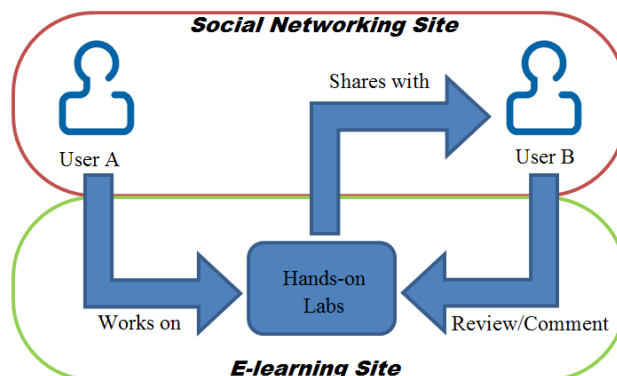 Social Networking Site
Shares with
User A
User B
Hands-on
Labs
Works on
Review/Comment
E-learning Site